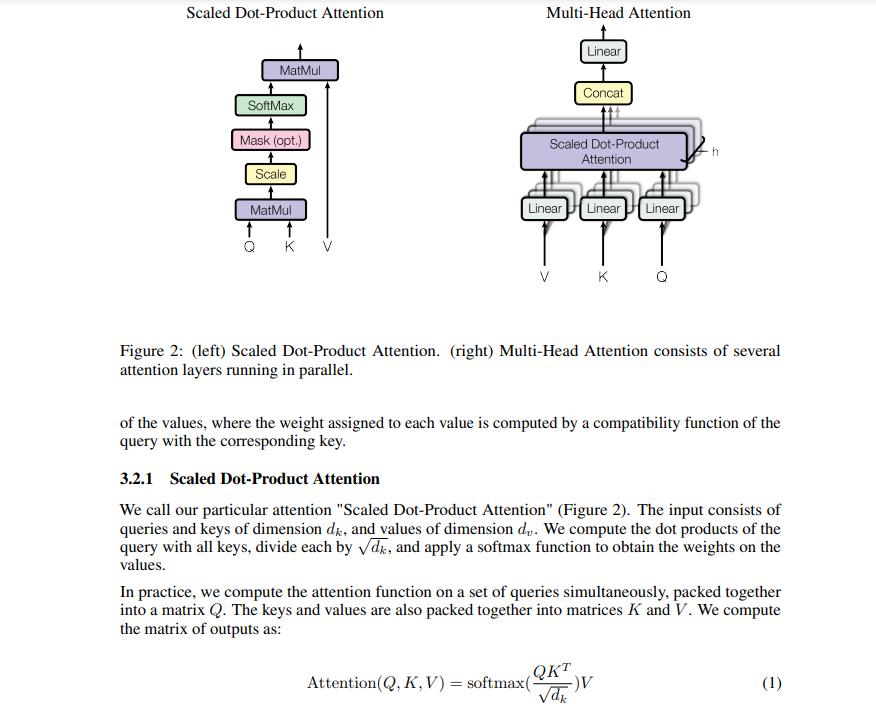 Scaled Dot-Product Attention
MatMul
SoftMax
Mask (opt.)
Scale
MatMul
Q K V
Multi-Head Attention
Linear
Concat
Scaled Dot-Product
Attention
h
Linear Linear Linear
V K Q
Figure 2: (left) Scaled Dot-Product Attention. (right) Multi-Head Attention consists of several
attention layers running in parallel.
of the values, where the weight assigned to each value is computed by a compatibility function of the
query with the corresponding key.
3.2.1 Scaled Dot-Product Attention
We call our particular attention "Scaled Dot-Product Attention" (Figure 2). The input consists of
queries and keys of dimension dₖ, and values of dimension dᵥ. We compute the dot products of the
query with all keys, divide each by √dₖ, and apply a softmax function to obtain the weights on the
values.
In practice, we compute the attention function on a set of queries simultaneously, packed together
into a matrix Q. The keys and values are also packed together into matrices K and V. We compute
the matrix of outputs as:
Attention(Q, K, V) = softmax(QKᵀ/√dₖ)V (1)